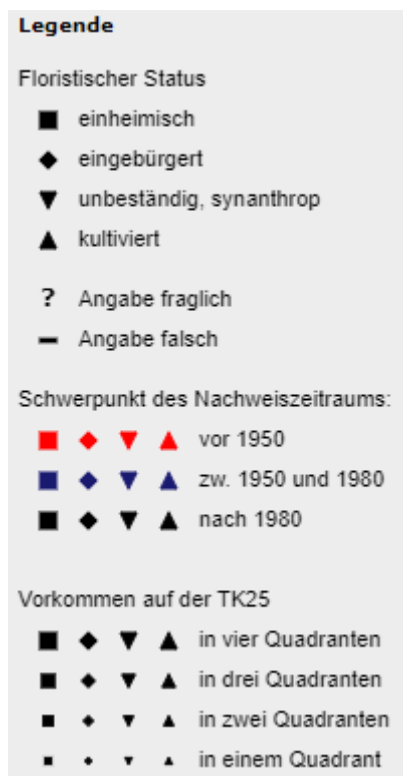 Legende
Floristischer Status
einheimisch
eingebürgert
unbeständig, synanthrop
kultiviert
? Angabe fraglich
Angabe falsch
Schwerpunkt des Nachweiszeitraums:
vor 1950
zw. 1950 und 1980
nach 1980
Vorkommen auf der TK25
in vier Quadranten
in drei Quadranten
in zwei Quadranten
in einem Quadrant